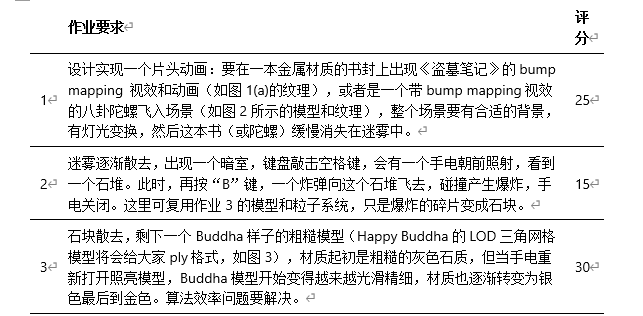 作业要求
评
分
1
设计实现一个片头动画：要在一本金属材质的书封上出现《盗墓笔记》的 bump
mapping 视效和动画（如图 1(a)的纹理），或者是一个带 bump mapping 视效
的八卦陀螺飞入场景（如图 2 所示的模型和纹理），整个场景要有合适的背景，
有灯光变换，然后这本书（或陀螺）缓慢消失在迷雾中。
25
2
迷雾逐渐散去，出现一个暗室，键盘敲击空格键，会有一个手电朝前照射，看到
一个石堆。此时，再按“B”键，一个炸弹向这个石堆飞去，碰撞产生爆炸，手
电关闭。这里可复用作业 3 的模型和粒子系统，只是爆炸的碎片变成石块。
15
3
石块散去，剩下一个 Buddha 样子的粗糙模型（Happy Buddha 的 LOD 三角网格
模型将会给大家 ply 格式，如图 3），材质起初是粗糙的灰色石质，但当手电重
新打开照亮模型，Buddha 模型开始变得越来越光滑精细，材质也逐渐转变为银
色最后到金色。算法效率问题要解决。
30